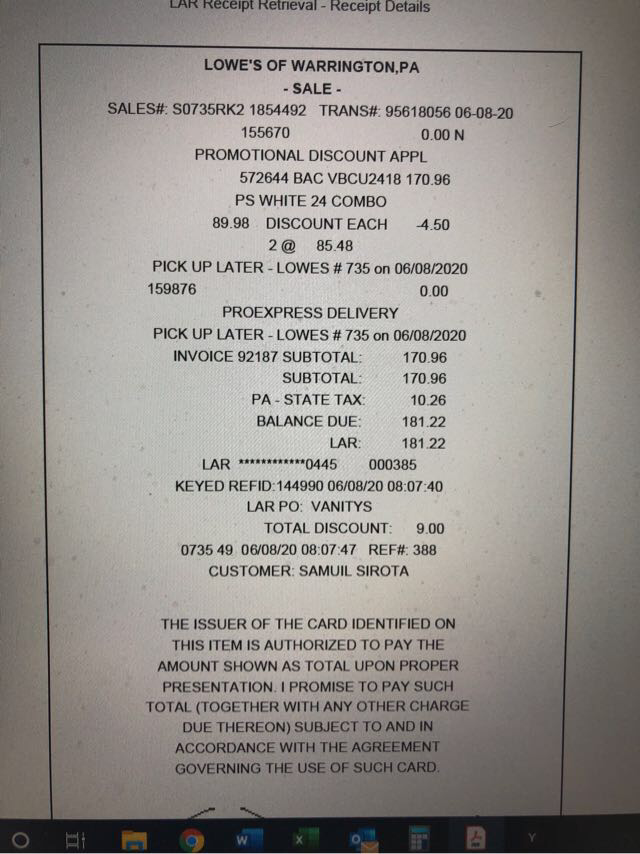 LAR Receipt Retrieval - Receipt Details
LOWE'S OF WARRINGTON,PA
- SALE -
SALES#: S0735RK2 1854492 TRANS#: 95618056 06-08-20
155670 0.00 N
PROMOTIONAL DISCOUNT APPL
572644 BAC VBCU2418 170.96
PS WHITE 24 COMBO
89.98 DISCOUNT EACH -4.50
2 @ 85.48
PICK UP LATER - LOWES # 735 on 06/08/2020
159876 0.00
PROEXPRESS DELIVERY
PICK UP LATER - LOWES # 735 on 06/08/2020
INVOICE 92187 SUBTOTAL: 170.96
SUBTOTAL: 170.96
PA - STATE TAX: 10.26
BALANCE DUE: 181.22
LAR: 181.22
LAR ************0445 000385
KEYED REFID:144990 06/08/20 08:07:40
LAR PO: VANITYS
TOTAL DISCOUNT: 9.00
0735 49 06/08/20 08:07:47 REF#: 388
CUSTOMER: SAMUIL SIROTA
THE ISSUER OF THE CARD IDENTIFIED ON
THIS ITEM IS AUTHORIZED TO PAY THE
AMOUNT SHOWN AS TOTAL UPON PROPER
PRESENTATION. I PROMISE TO PAY SUCH
TOTAL (TOGETHER WITH ANY OTHER CHARGE
DUE THEREON) SUBJECT TO AND IN
ACCORDANCE WITH THE AGREEMENT
GOVERNING THE USE OF SUCH CARD.